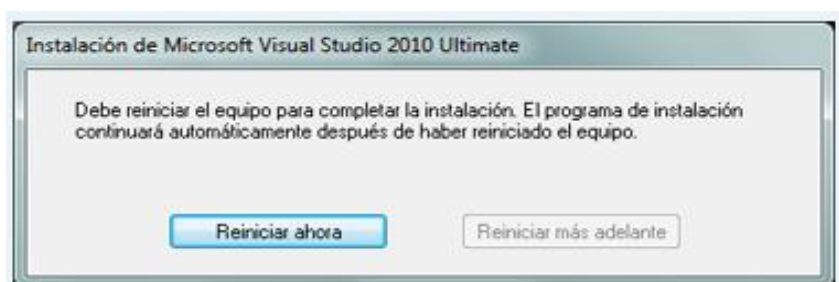 Instalación de Microsoft Visual Studio 2010 Ultimate
Debe reiniciar el equipo para completar la instalación. El programa de instalación
continuará automáticamente después de haber reiniciado el equipo.
Reiniciar ahora
Reiniciar más adelante